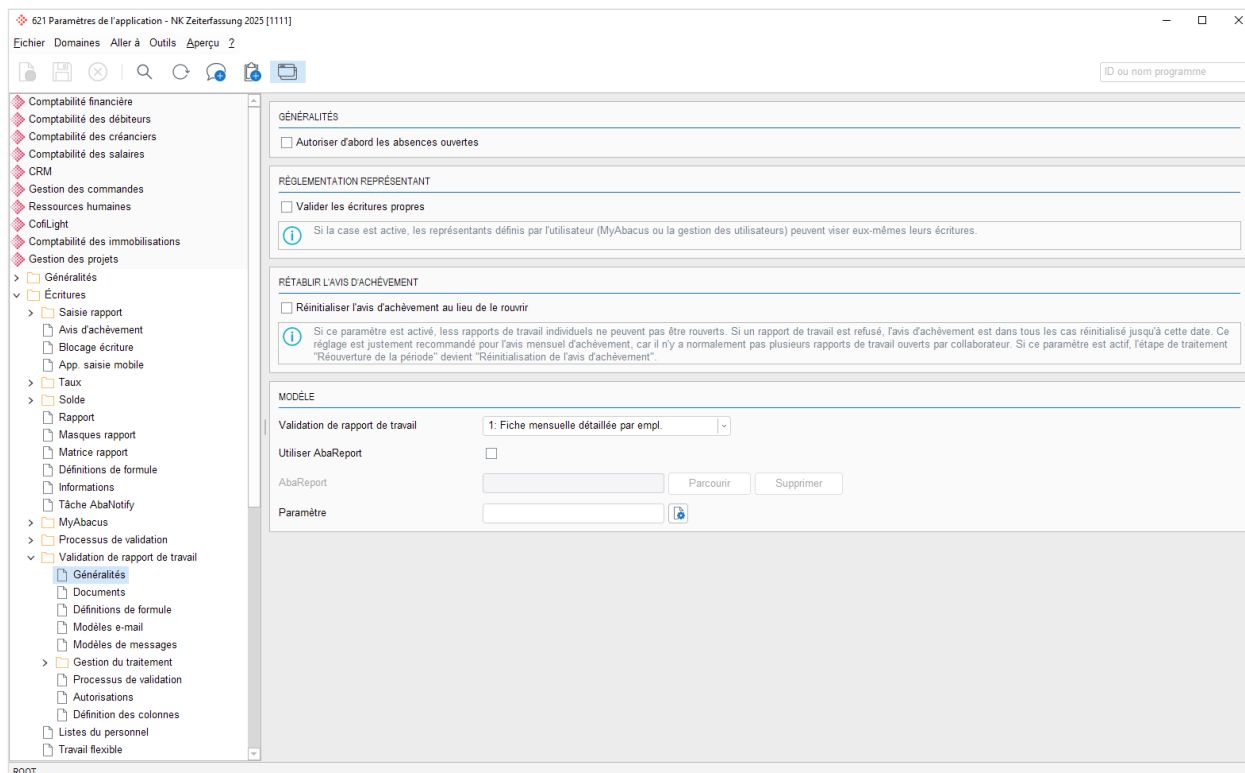 621 Paramètres de l'application - NK Zeiterfassung 2025 [1111]
Fichier Domaines Aller à Outils Aperçu ?
ID ou nom programme
Comptabilité financière
Comptabilité des débiteurs
Comptabilité des créanciers
Comptabilité des salaires
CRM
Gestion des commandes
Ressources humaines
CofiLight
Comptabilité des immobilisations
Gestion des projets
Généralités
Écritures
Saisie rapport
Avis d'achèvement
Blocage écriture
App. saisie mobile
Taux
Solde
Rapport
Masques rapport
Matrice rapport
Définitions de formule
Informations
Tâche AbaNotify
MyAbacus
Processus de validation
Validation de rapport de travail
Généralités
Documents
Définitions de formule
Modèles e-mail
Modèles de messages
Gestion du traitement
Processus de validation
Autorisations
Définition des colonnes
Listes du personnel
Travail flexible
GÉNÉRALITÉS
Autoriser d'abord les absences ouvertes
RÉGLEMENTATION REPRÉSENTANT
Valider les écritures propres
Si la case est active, les représentants définis par l'utilisateur (MyAbacus ou la gestion des utilisateurs) peuvent viser eux-mêmes leurs écritures.
RÉTABLIR L'AVIS D'ACHÈVEMENT
Réinitialiser l'avis d'achèvement au lieu de le rouvrir
Si ce paramètre est activé, less rapports de travail individuels ne peuvent pas être rouverts. Si un rapport de travail est refusé, l'avis d'achèvement est dans tous les cas réinitialisé jusqu'à cette date. Ce
réglage est justement recommandé pour l'avis mensuel d'achèvement, car il n'y a normalement pas plusieurs rapports de travail ouverts par collaborateur. Si ce paramètre est actif, l'étape de traitement
"Réouverture de la période" devient "Réinitialisation de l'avis d'achèvement".
MODÈLE
Validation de rapport de travail 1: Fiche mensuelle détaillée par empl.
Utiliser AbaReport
AbaReport Parcourir Supprimer
Paramètre
ROOT